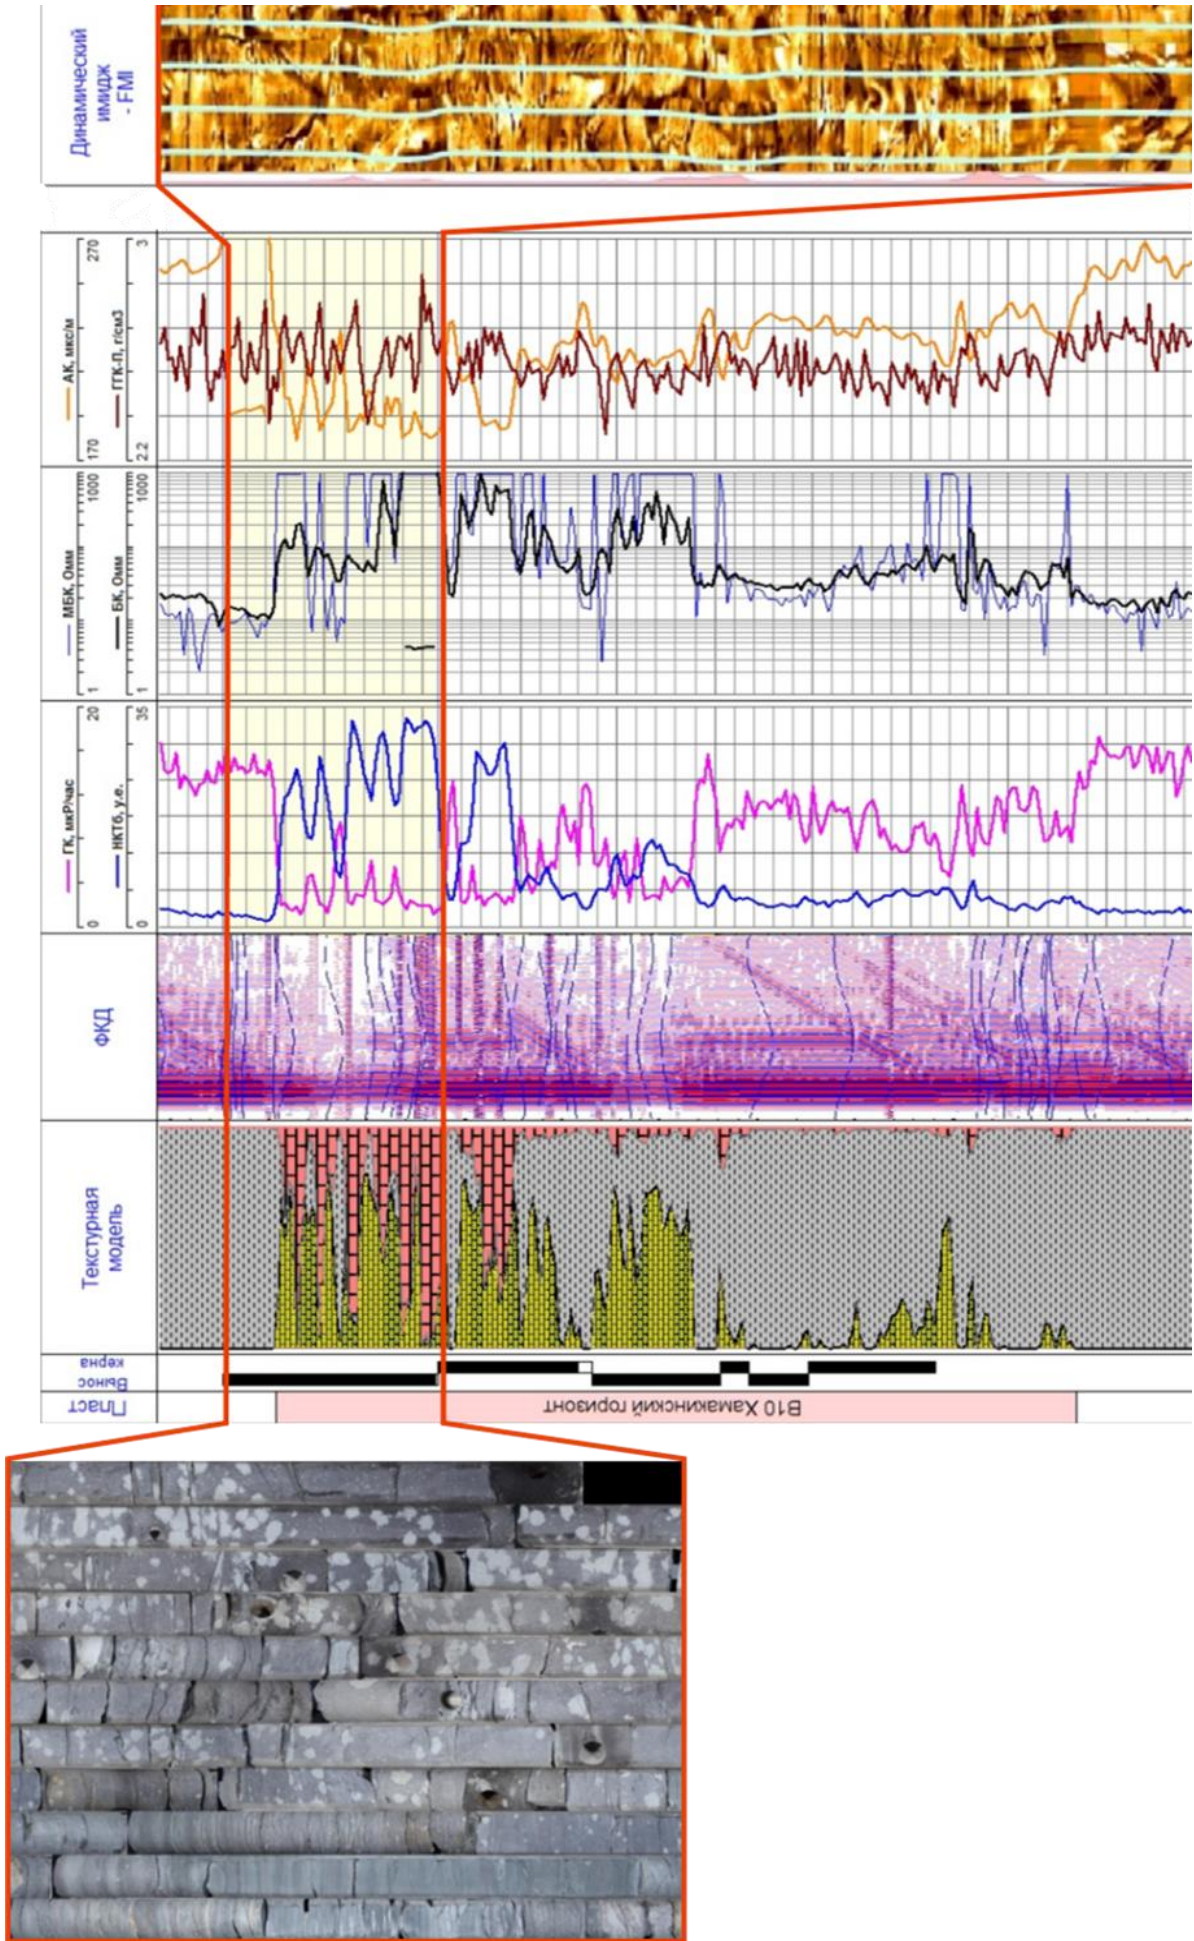 Динамический
имидж
- FMI
АК, мкс/м
170 270
ГГК-П, г/см3
2.2 3
МБК, Омм
1 1000
БК, Омм
1 1000
ГК, мкР/час
0 20
НКТб, у.е.
0 35
ФКД
Текстурная
модель
Вынос
керна
Пласт
В10 Хамакинский горизонт